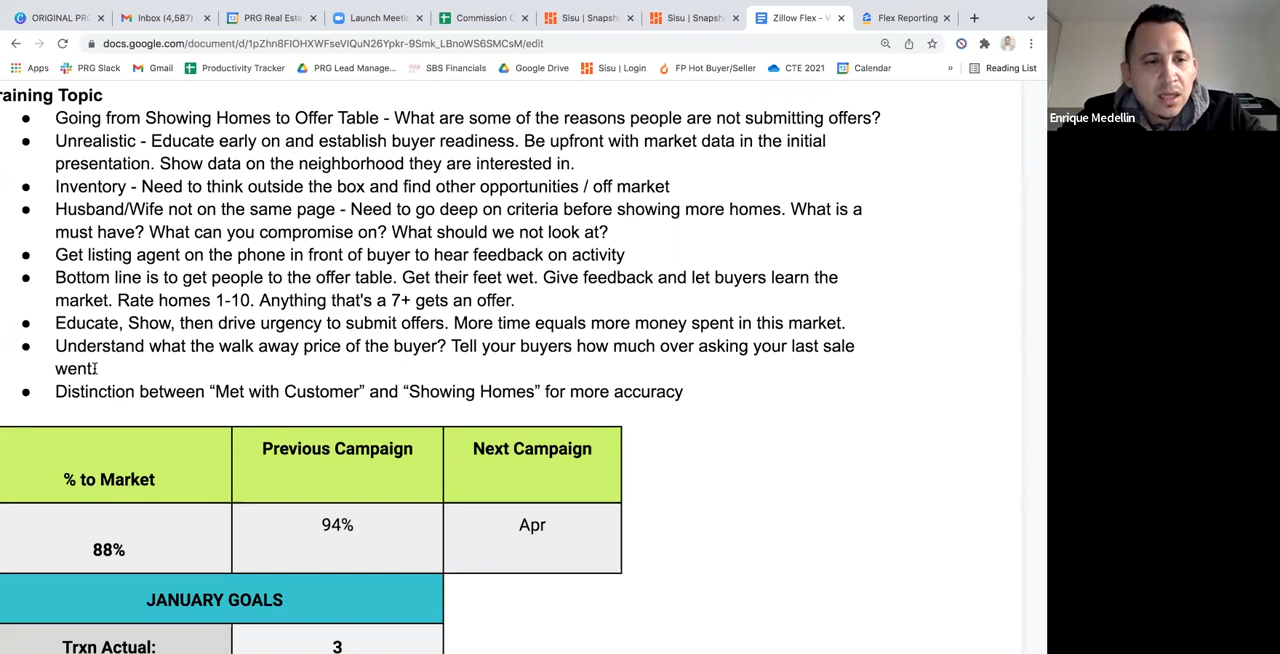 ORIGINAL PR
Inbox (4,587)
PRG Real Esta
Launch Meeti
Commission C
Sisu | Snapsh
Sisu | Snapsh
Zillow Flex - W
Flex Reporting
docs.google.com/document/d/1pZhn8FIOHXWFseVIQuN26Ypkr-9Smk_LBnoWS6SMCsM/edit
Apps
PRG Slack
Gmail
Productivity Tracker
PRG Lead Manage...
SBS Financials
Google Drive
Sisu | Login
FP Hot Buyer/Seller
CTE 2021
Calendar
»
Reading List
raining Topic
● Going from Showing Homes to Offer Table - What are some of the reasons people are not submitting offers?
● Unrealistic - Educate early on and establish buyer readiness. Be upfront with market data in the initial
presentation. Show data on the neighborhood they are interested in.
● Inventory - Need to think outside the box and find other opportunities / off market
● Husband/Wife not on the same page - Need to go deep on criteria before showing more homes. What is a
must have? What can you compromise on? What should we not look at?
● Get listing agent on the phone in front of buyer to hear feedback on activity
● Bottom line is to get people to the offer table. Get their feet wet. Give feedback and let buyers learn the
market. Rate homes 1-10. Anything that's a 7+ gets an offer.
● Educate, Show, then drive urgency to submit offers. More time equals more money spent in this market.
● Understand what the walk away price of the buyer? Tell your buyers how much over asking your last sale
went
● Distinction between “Met with Customer” and “Showing Homes” for more accuracy
% to Market
Previous Campaign
Next Campaign
88%
94%
Apr
JANUARY GOALS
Trxn Actual:
3
Enrique Medellin